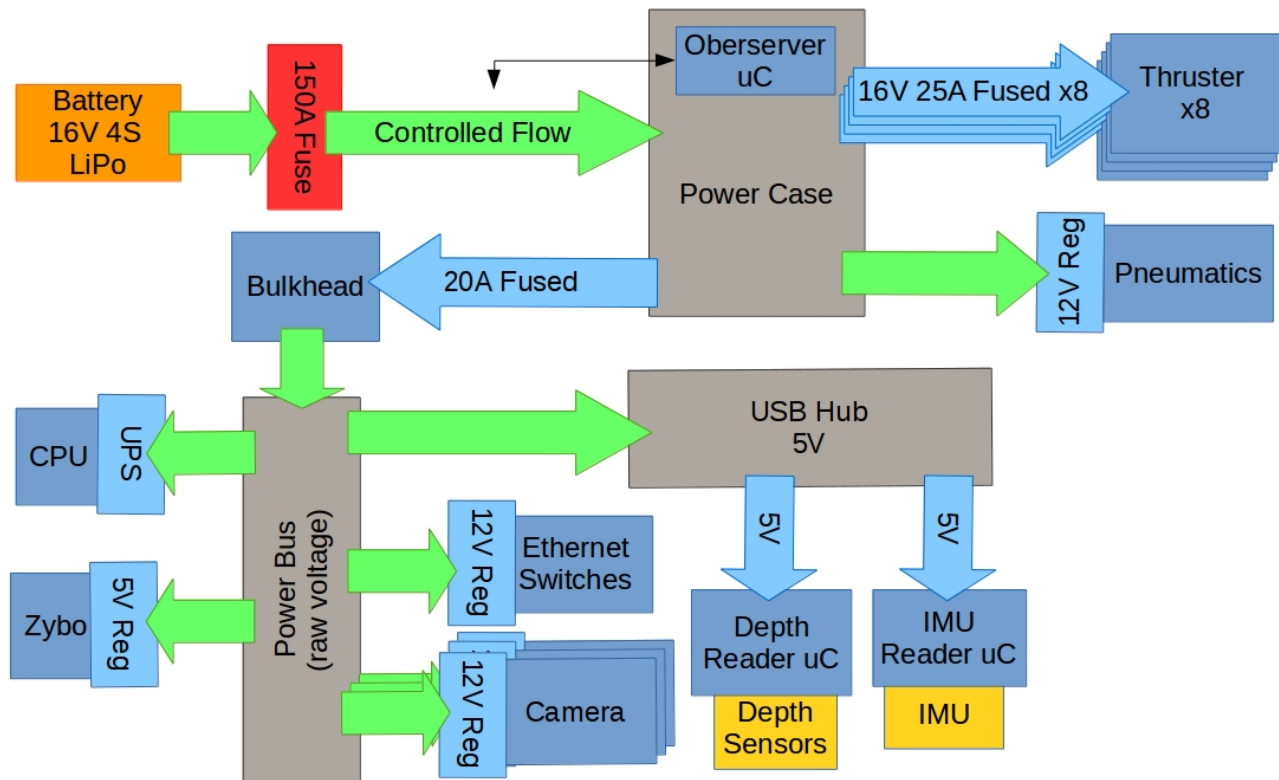 Battery
16V 4S
LiPo
150A Fuse
Controlled Flow
Oberserver
uC
Power Case
16V 25A Fused x8
Thruster
x8
12V Reg
Pneumatics
20A Fused
Bulkhead
CPU
UPS
Zybo
5V Reg
Power Bus
(raw voltage)
USB Hub
5V
12V Reg
Ethernet
Switches
12V Reg
Camera
5V
5V
Depth
Reader uC
Depth
Sensors
IMU
Reader uC
IMU